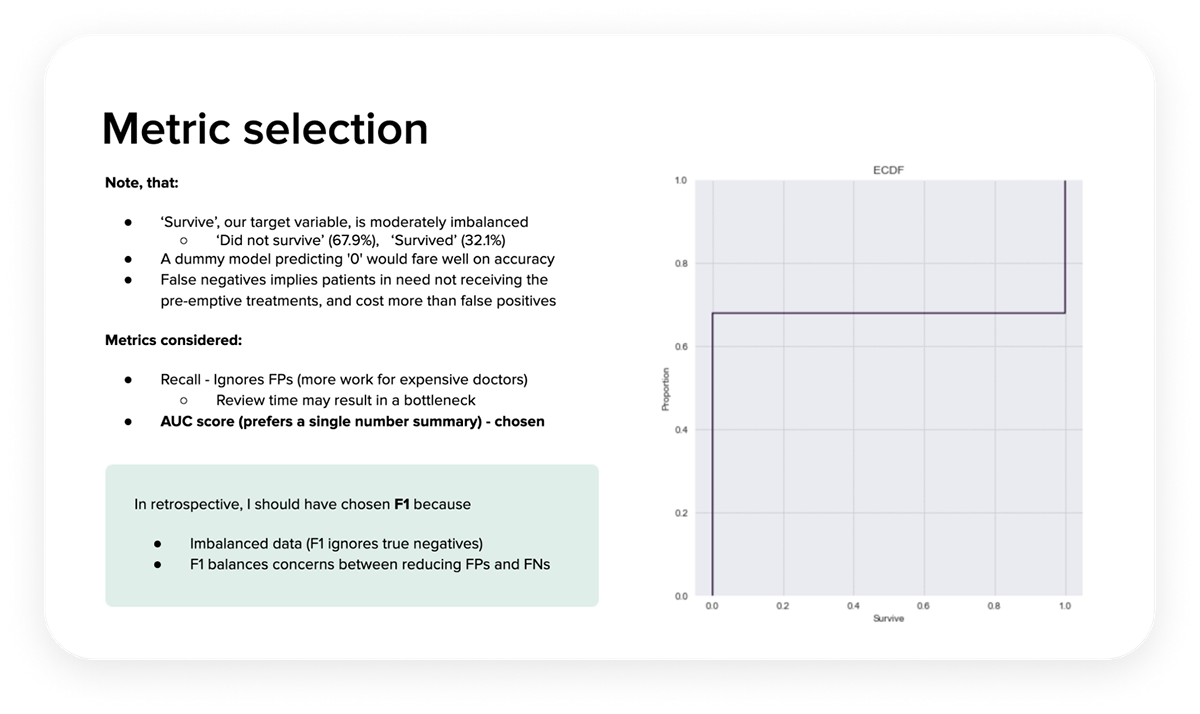 Metric selection
Note, that:
● ‘Survive’, our target variable, is moderately imbalanced
○ ‘Did not survive’ (67.9%), ‘Survived’ (32.1%)
● A dummy model predicting '0' would fare well on accuracy
● False negatives implies patients in need not receiving the
pre-emptive treatments, and cost more than false positives
Metrics considered:
● Recall - Ignores FPs (more work for expensive doctors)
○ Review time may result in a bottleneck
● AUC score (prefers a single number summary) - chosen
In retrospective, I should have chosen F1 because
● Imbalanced data (F1 ignores true negatives)
● F1 balances concerns between reducing FPs and FNs
ECDF
1.0
0.8
0.6
0.4
0.2
0.0
Proportion
0.0 0.2 0.4 0.6 0.8 1.0
Survive